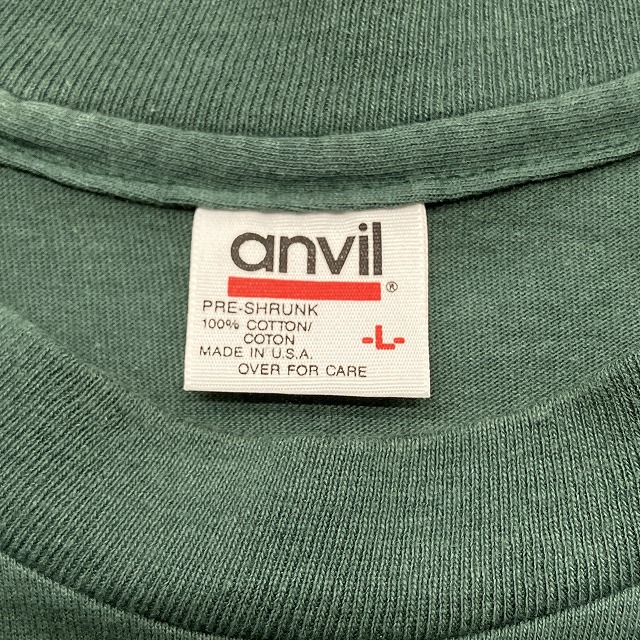 anvil®
PRE-SHRUNK
100% COTTON/
COTON
-L-
MADE IN U.S.A.
OVER FOR CARE